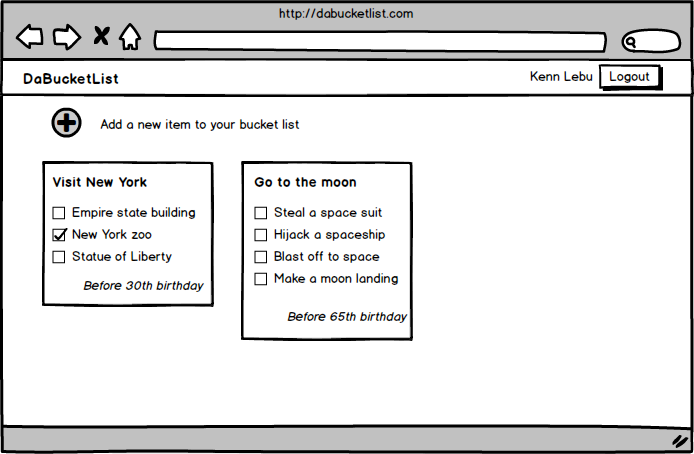 http://dabucketlist.com
DaBucketList
Kenn Lebu
Logout
Add a new item to your bucket list
Visit New York
Empire state building
New York zoo
Statue of Liberty
Before 30th birthday
Go to the moon
Steal a space suit
Hijack a spaceship
Blast off to space
Make a moon landing
Before 65th birthday